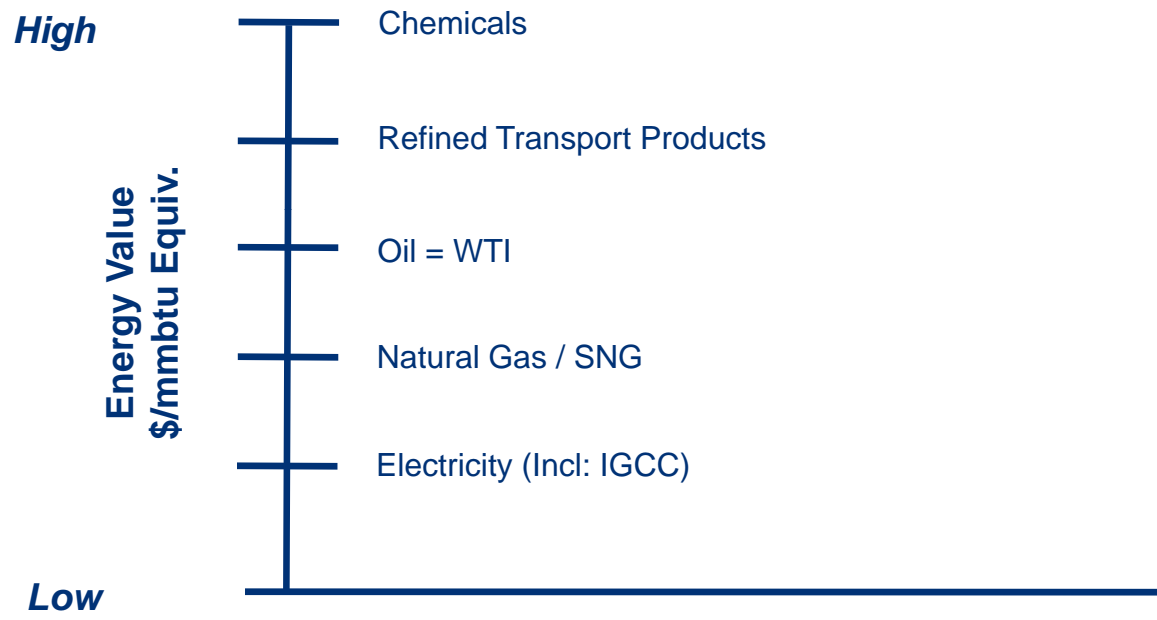 High
Chemicals
Refined Transport Products
Energy Value
$/mmbtu Equiv.
Oil = WTI
Natural Gas / SNG
Electricity (Incl: IGCC)
Low